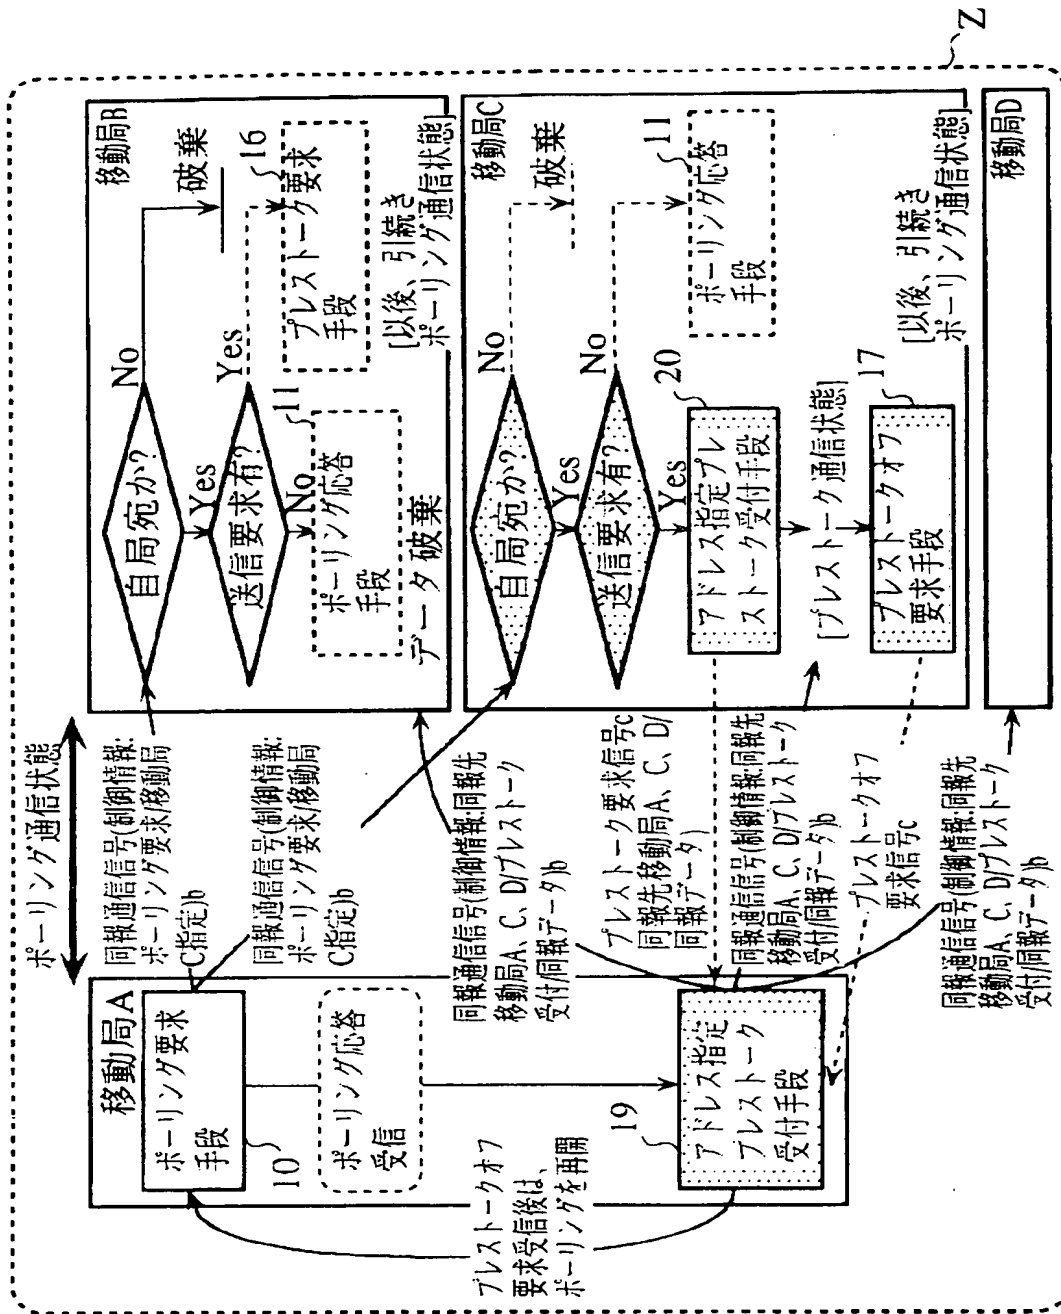 ポーリング通信状態
移動局A
ポーリング要求
手段
10
ポーリング応答
受信
19
アドレス指定
プレストーク
受付手段
プレストークオフ
要求受信後は、
ポーリングを再開
同報通信信号(制御情報:
ポーリング要求/移動局
C指定)b
同報通信信号(制御情報:
ポーリング要求/移動局
C指定)b
同報通信信号(制御情報:同報先
移動局A、C、D/プレストーク
受付/同報データ)b
プレストーク要求信号c
同報先移動局A、C、D/
同報データ)
同報通信信号(制御情報:同報先
移動局A、C、D/プレストーク
受付/同報データ)b
プレストークオフ
要求信号c
同報通信信号(制御情報:同報先
移動局A、C、D/プレストーク
受付/同報データ)b
移動局B
自局宛か?
No
破棄
Yes
送信要求有?
Yes
16
プレストーク要求
手段
No
11
ポーリング応答
手段
データ破棄
[以後、引続き
ポーリング通信状態]
移動局C
自局宛か?
No
破棄
Yes
送信要求有?
No
11
ポーリング応答
手段
Yes
20
アドレス指定プレ
ストーク受付手段
[プレストーク通信状態]
17
プレストークオフ
要求手段
[以後、引続き
ポーリング通信状態]
移動局D
Z